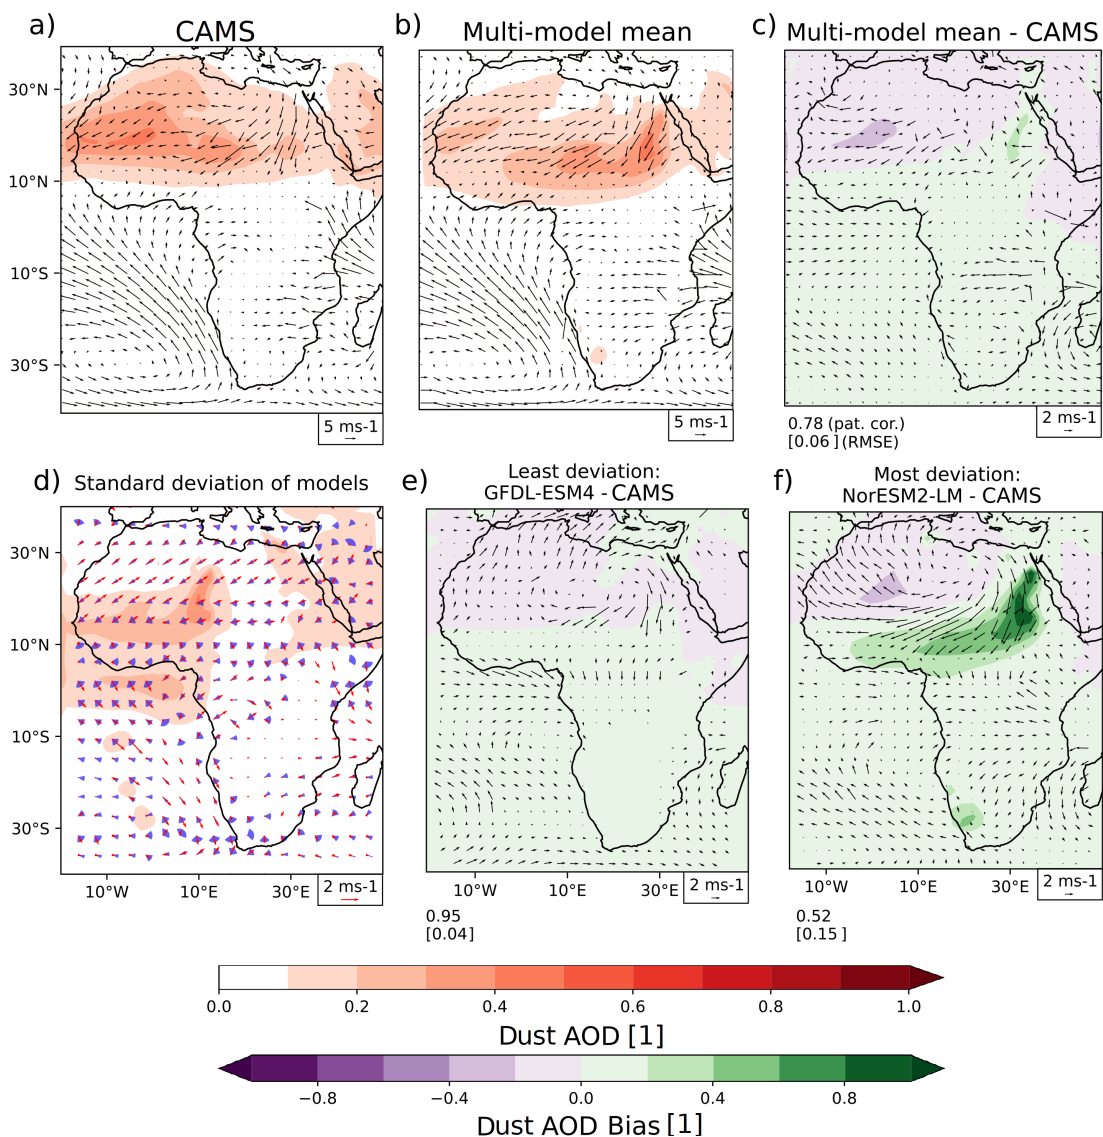 a) CAMS
b) Multi-model mean
c) Multi-model mean - CAMS
30°N
10°N
10°S
30°S
5 ms-1
5 ms-1
2 ms-1
0.78 (pat. cor.)
[0.06] (RMSE)
d) Standard deviation of models
e) Least deviation:
GFDL-ESM4 - CAMS
f) Most deviation:
NorESM2-LM - CAMS
30°N
10°N
10°S
30°S
10°W 10°E 30°E 2 ms-1
10°W 10°E 30°E 2 ms-1
10°W 10°E 30°E 2 ms-1
0.95
[0.04]
0.52
[0.15 ]
0.0 0.2 0.4 0.6 0.8 1.0
Dust AOD [1]
−0.8 −0.4 0.0 0.4 0.8
Dust AOD Bias [1]